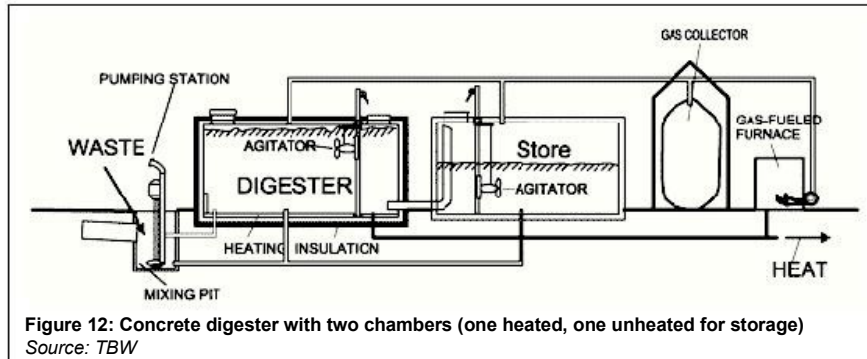 GAS COLLECTOR
PUMPING STATION
WASTE
AGITATOR
DIGESTER
Store
AGITATOR
GAS-FUELED
FURNACE
HEATING INSULATION
HEAT
MIXING PIT
Figure 12: Concrete digester with two chambers (one heated, one unheated for storage)
Source: TBW